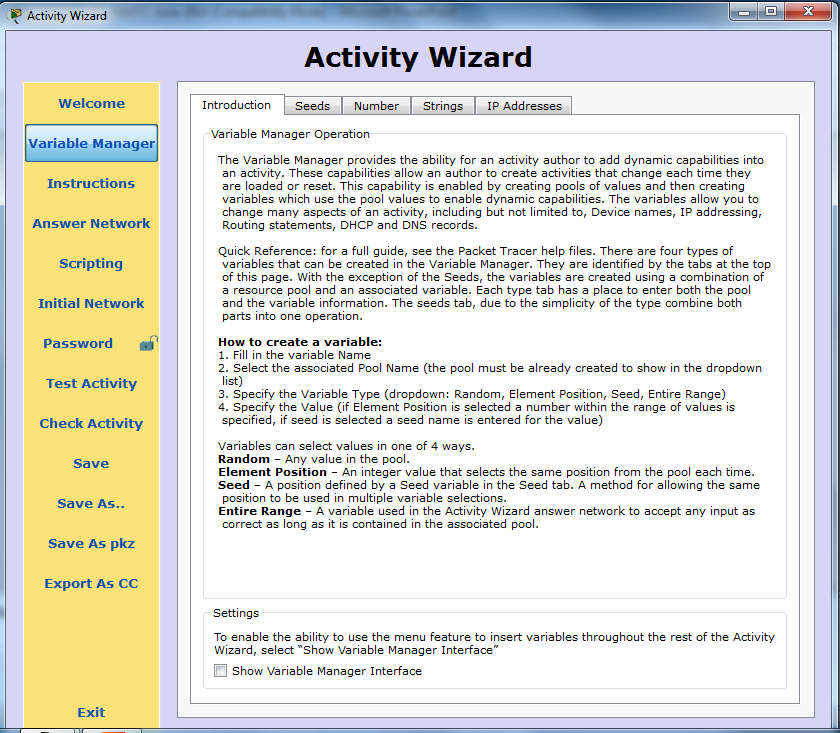 Activity Wizard
Activity Wizard
Welcome
Variable Manager
Instructions
Answer Network
Scripting
Initial Network
Password
Test Activity
Check Activity
Save
Save As..
Save As pkz
Export As CC
Exit
Introduction
Seeds
Number
Strings
IP Addresses
Variable Manager Operation
The Variable Manager provides the ability for an activity author to add dynamic capabilities into
an activity. These capabilities allow an author to create activities that change each time they
are loaded or reset. This capability is enabled by creating pools of values and then creating
variables which use the pool values to enable dynamic capabilities. The variables allow you to
change many aspects of an activity, including but not limited to, Device names, IP addressing,
Routing statements, DHCP and DNS records.
Quick Reference: for a full guide, see the Packet Tracer help files. There are four types of
variables that can be created in the Variable Manager. They are identified by the tabs at the top
of this page. With the exception of the Seeds, the variables are created using a combination of
a resource pool and an associated variable. Each type tab has a place to enter both the pool
and the variable information. The seeds tab, due to the simplicity of the type combine both
parts into one operation.
How to create a variable:
1. Fill in the variable Name
2. Select the associated Pool Name (the pool must be already created to show in the dropdown
list)
3. Specify the Variable Type (dropdown: Random, Element Position, Seed, Entire Range)
4. Specify the Value (if Element Position is selected a number within the range of values is
specified, if seed is selected a seed name is entered for the value)
Variables can select values in one of 4 ways.
Random – Any value in the pool.
Element Position – An integer value that selects the same position from the pool each time.
Seed – A position defined by a Seed variable in the Seed tab. A method for allowing the same
position to be used in multiple variable selections.
Entire Range – A variable used in the Activity Wizard answer network to accept any input as
correct as long as it is contained in the associated pool.
Settings
To enable the ability to use the menu feature to insert variables throughout the rest of the Activity
Wizard, select “Show Variable Manager Interface”
Show Variable Manager Interface